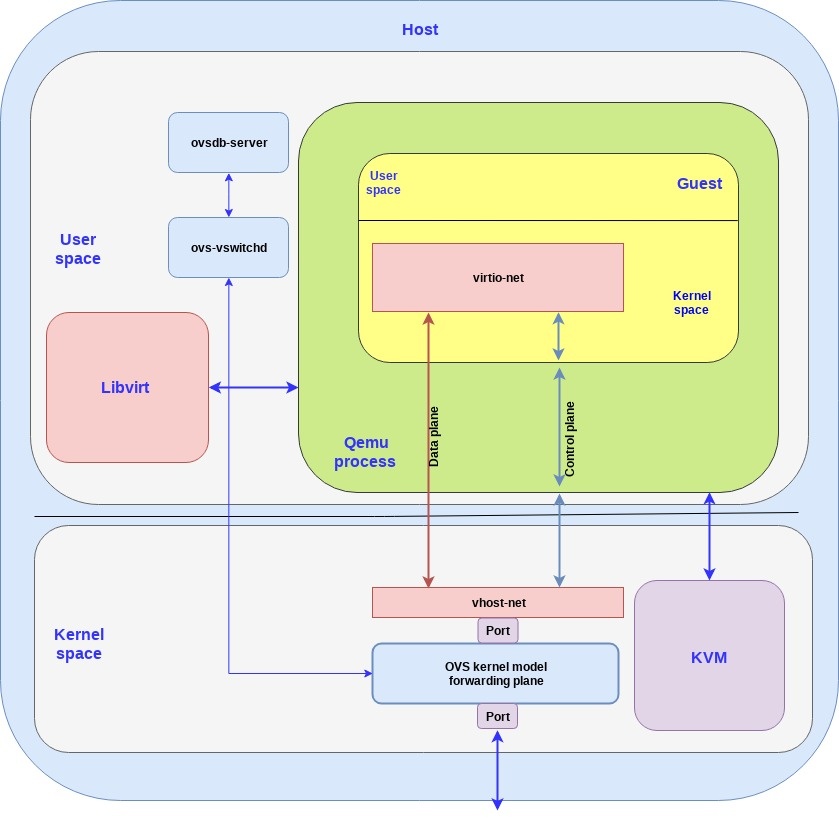 Host
ovsdb-server
User
space
Guest
User
space
ovs-vswitchd
virtio-net
Kernel
space
Libvirt
Data plane
Control plane
Qemu
process
vhost-net
Port
Kernel
space
OVS kernel model
forwarding plane
KVM
Port